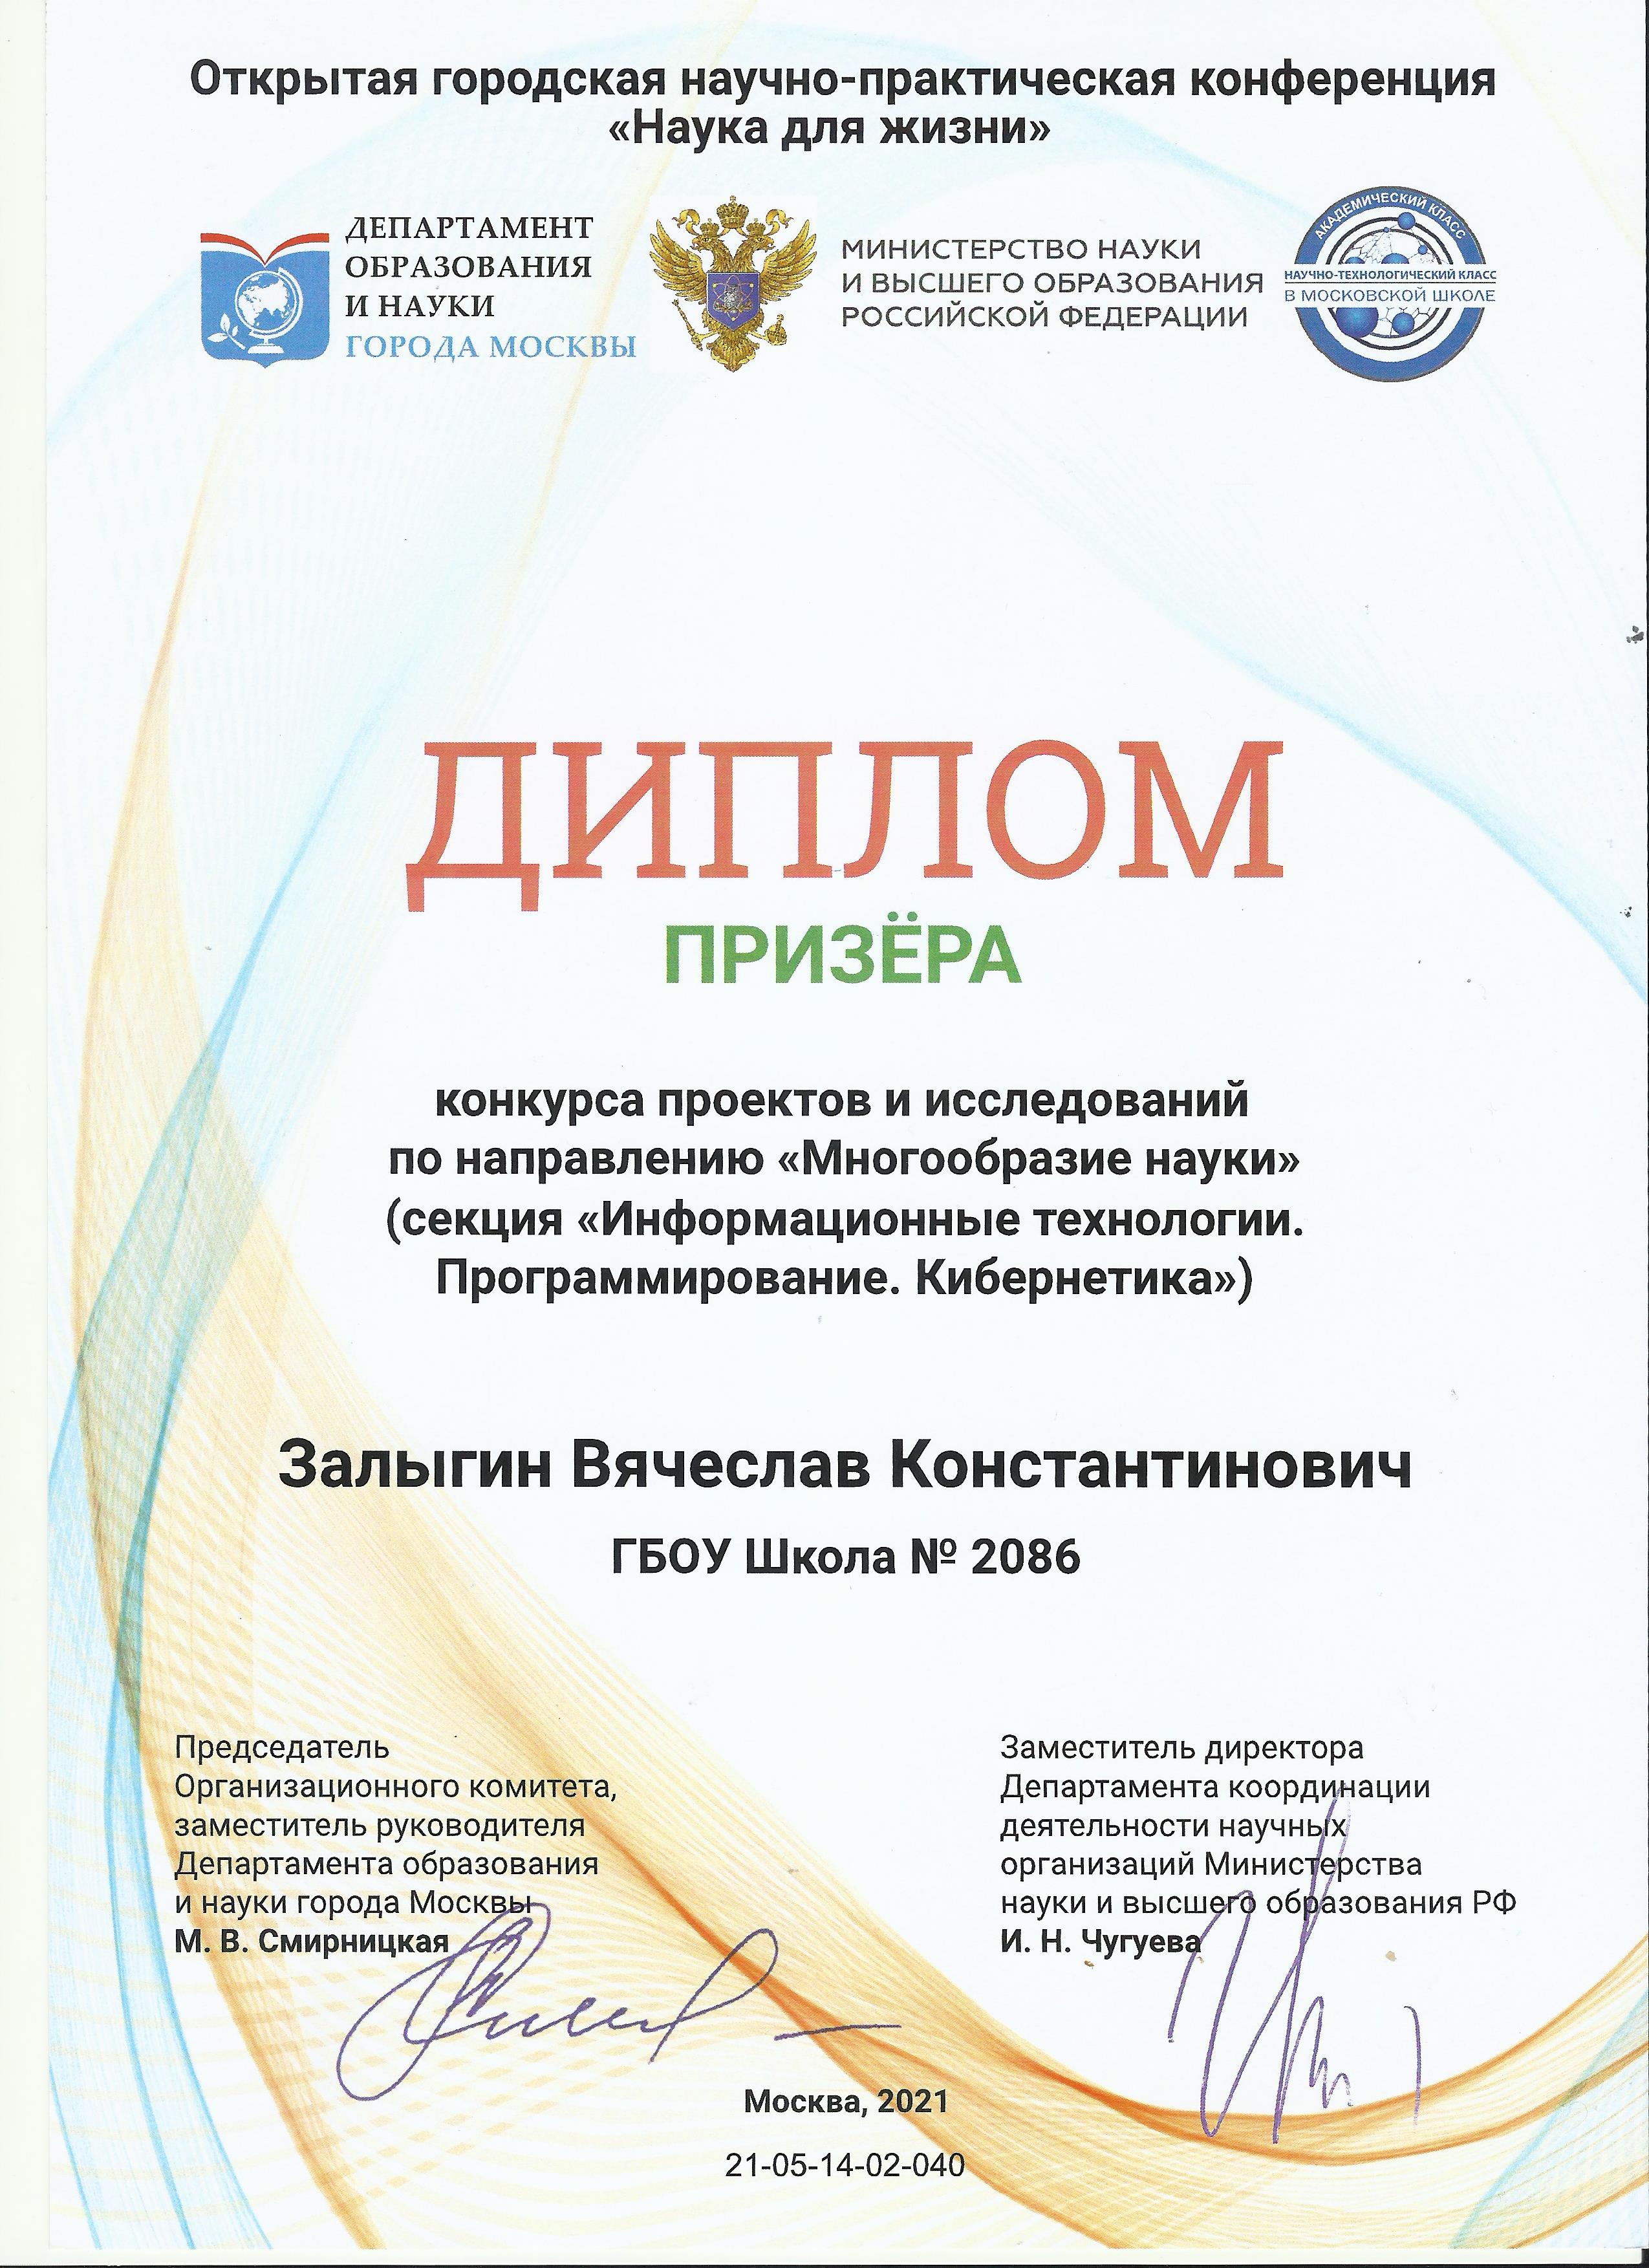 Открытая городская научно-практическая конференция
«Наука для жизни»
ДЕПАРТАМЕНТ
ОБРАЗОВАНИЯ
И НАУКИ
ГОРОДА МОСКВЫ
МИНИСТЕРСТВО НАУКИ
И ВЫСШЕГО ОБРАЗОВАНИЯ
РОССИЙСКОЙ ФЕДЕРАЦИИ
АКАДЕМИЧЕСКИЙ КЛАСС
НАУЧНО-ТЕХНОЛОГИЧЕСКИЙ КЛАСС
В МОСКОВСКОЙ ШКОЛЕ
ДИПЛОМ
ПРИЗЁРА
конкурса проектов и исследований
по направлению «Многообразие науки»
(секция «Информационные технологии.
Программирование. Кибернетика»)
Залыгин Вячеслав Константинович
ГБОУ Школа № 2086
Председатель
Организационного комитета,
заместитель руководителя
Департамента образования
и науки города Москвы
М. В. Смирницкая
Заместитель директора
Департамента координации
деятельности научных
организаций Министерства
науки и высшего образования РФ
И. Н. Чугуева
Москва, 2021
21-05-14-02-040